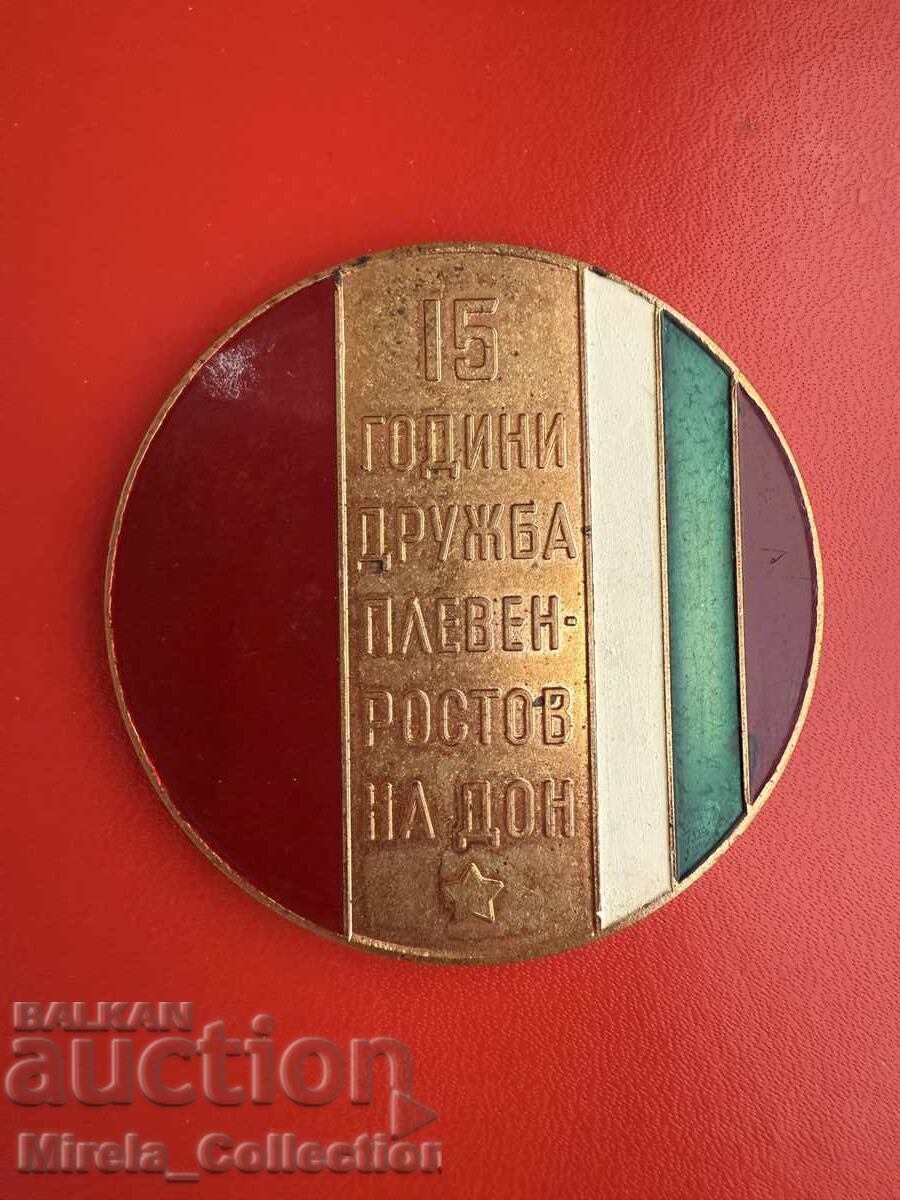 15
ГОДИНИ
ДРУЖБА
ПЛЕВЕН-
РОСТОВ
НА ДОН
BALKAN
auction
Mirela_Collection